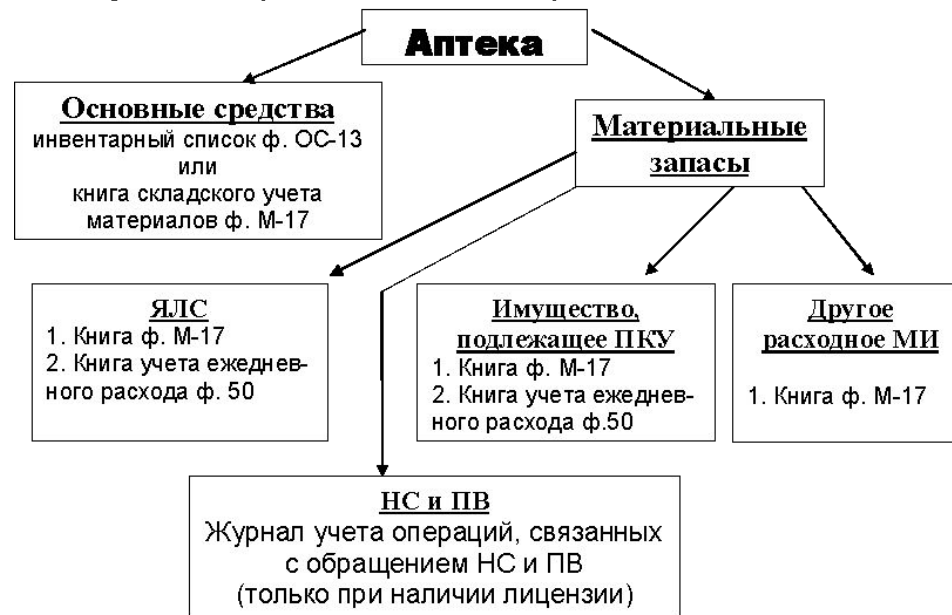 Аптека
Основные средства
инвентарный список ф. ОС-13
или
книга складского учета
материалов ф. М-17
Материальные
запасы
ЯЛС
1. Книга ф. М-17
2. Книга учета ежеднев-
ного расхода ф. 50
Имущество,
подлежащее ПКУ
1. Книга ф. М-17
2. Книга учета ежеднев-
ного расхода ф.50
Другое
расходное МИ
1. Книга ф. М-17
НС и ПВ
Журнал учета операций, связанных
с обращением НС и ПВ
(только при наличии лицензии)